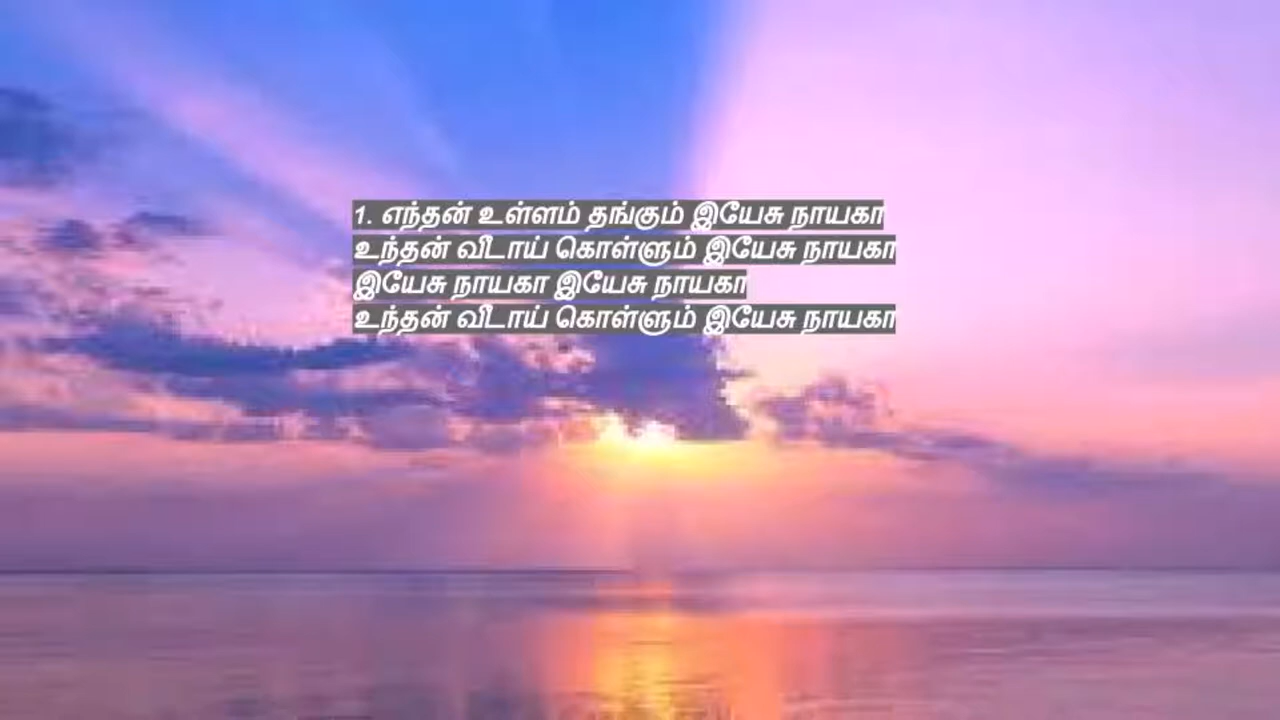 1. எந்தன் உள்ளம் தங்கும் இயேசு நாயகா
உந்தன் வீடாய் கொள்ளும் இயேசு நாயகா
இயேசு நாயகா இயேசு நாயகா
உந்தன் வீடாய் கொள்ளும் இயேசு நாயகா